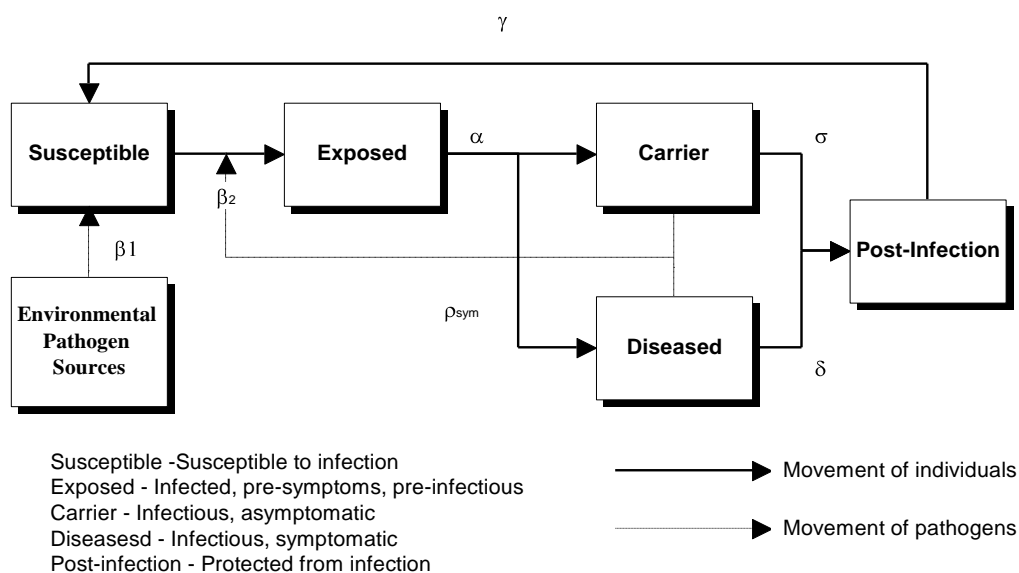 γ
Susceptible
Exposed
α
Carrier
σ
β2
β1
Post-Infection
Environmental
Pathogen
Sources
ρsym
Diseased
δ
Susceptible -Susceptible to infection
Exposed - Infected, pre-symptoms, pre-infectious
Carrier - Infectious, asymptomatic
Diseasesd - Infectious, symptomatic
Post-infection - Protected from infection
Movement of individuals
Movement of pathogens